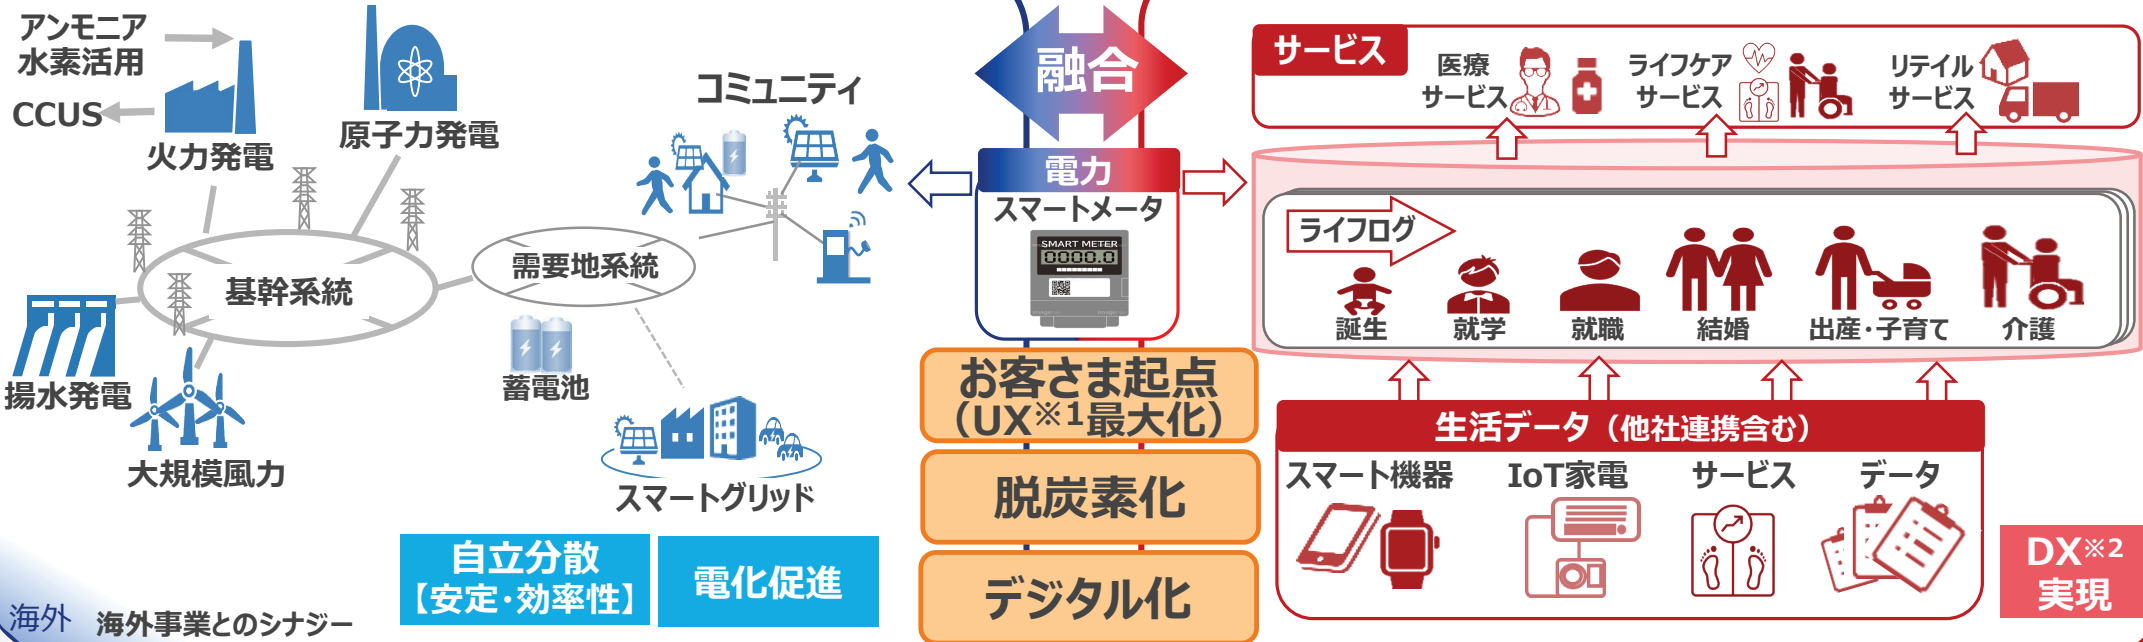 アンモニア
水素活用
CCUS
火力発電
原子力発電
コミュニティ
基幹系統
需要地系統
揚水発電
大規模風力
蓄電池
スマートグリッド
自立分散
【安定・効率性】
電化促進
海外
海外事業とのシナジー
融合
電力
スマートメータ
SMART METER
0000.0
お客さま起点
（UX※1最大化）
脱炭素化
デジタル化
サービス
医療
サービス
ライフケア
サービス
リテイル
サービス
ライフログ
誕生
就学
就職
結婚
出産・子育て
介護
生活データ（他社連携含む）
スマート機器
IoT家電
サービス
データ
DX※2
実現